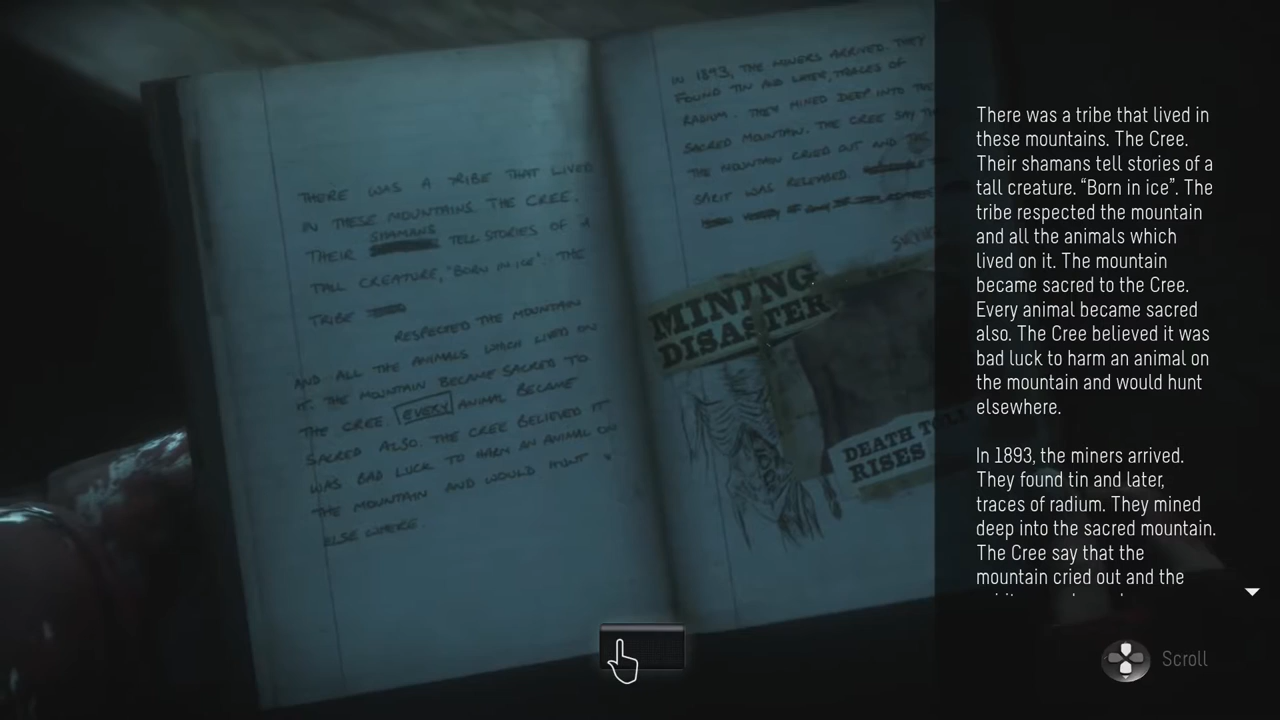 THERE WAS A TRIBE THAT LIVED
IN THESE MOUNTAINS. THE CREE.
SHAMANS
THEIR TELL STORIES OF A
TALL CREATURE, "BORN IN ICE". THE
TRIBE
RESPECTED THE MOUNTAIN
AND ALL THE ANIMALS WHICH LIVED ON
IT. THE MOUNTAIN BECAME SACRED TO
THE CREE. EVERY ANIMAL BECAME
SACRED ALSO. THE CREE BELIEVED IT
WAS BAD LUCK TO HARM AN ANIMAL ON
THE MOUNTAIN AND WOULD HUNT
ELSE WHERE.
IN 1893, THE MINERS ARRIVED. THEY
FOUND TIN AND LATER, TRACES OF
RADIUM. THEY MINED DEEP INTO THE
SACRED MOUNTAIN. THE CREE SAY
THE MOUNTAIN CRIED OUT AND THE
WAS RELEASED.
MINING
DISASTER
DEATH TOLL
RISES
There was a tribe that lived in
these mountains. The Cree.
Their shamans tell stories of a
tall creature. “Born in ice”. The
tribe respected the mountain
and all the animals which
lived on it. The mountain
became sacred to the Cree.
Every animal became sacred
also. The Cree believed it was
bad luck to harm an animal on
the mountain and would hunt
elsewhere.
In 1893, the miners arrived.
They found tin and later,
traces of radium. They mined
deep into the sacred mountain.
The Cree say that the
mountain cried out and the
Scroll